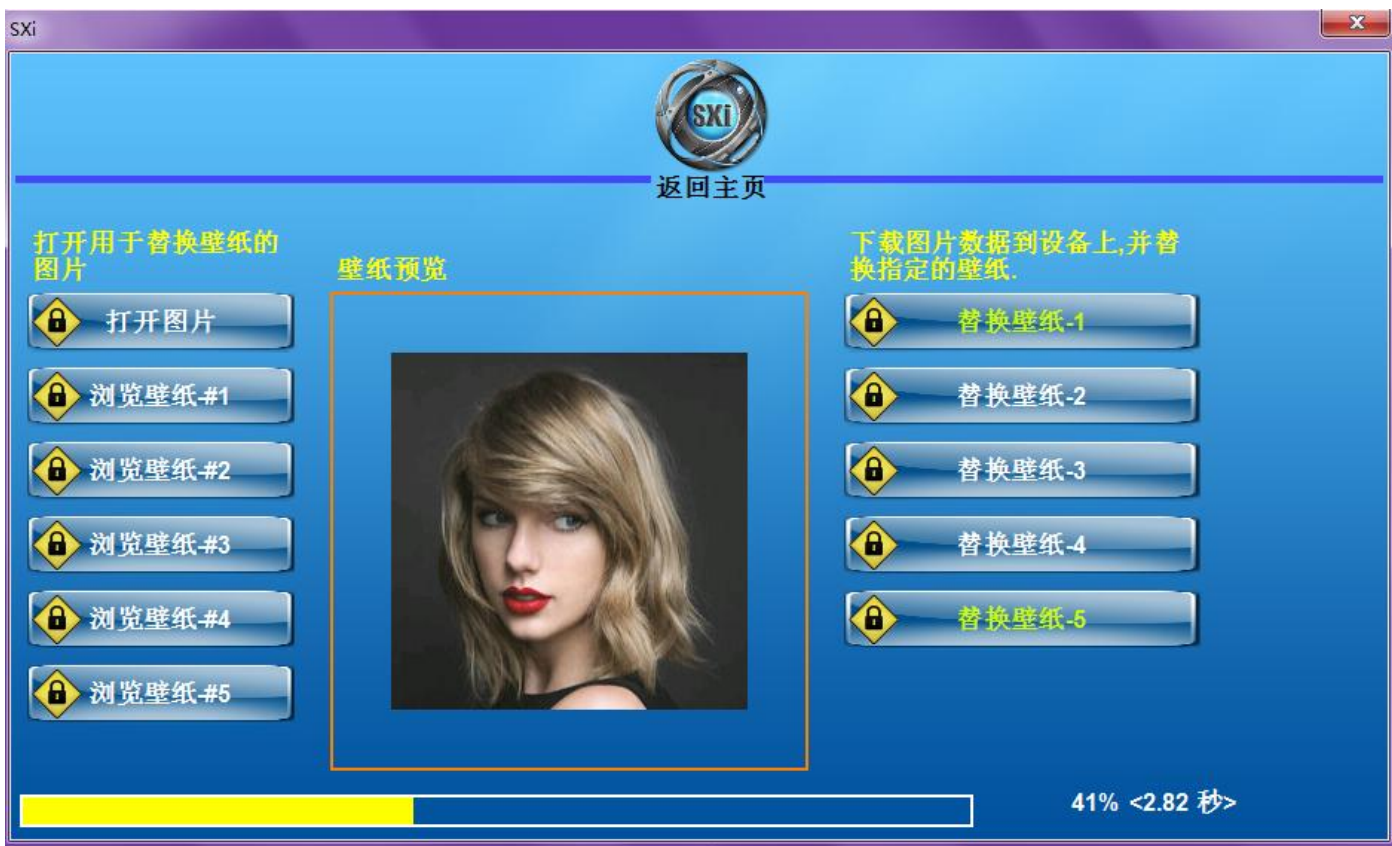 SXi
SXi
返回主页
打开用于替换壁纸的
图片
打开图片
浏览壁纸-#1
浏览壁纸-#2
浏览壁纸-#3
浏览壁纸-#4
浏览壁纸-#5
壁纸预览
下载图片数据到设备上,并替
换指定的壁纸.
替换壁纸-1
替换壁纸-2
替换壁纸-3
替换壁纸-4
替换壁纸-5
41% <2.82 秒>